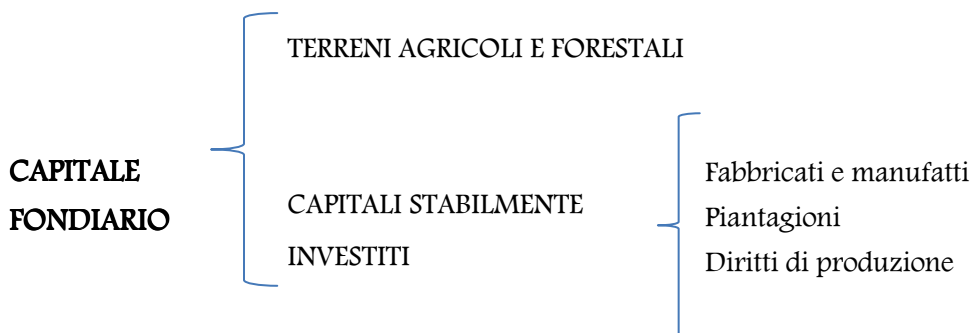 CAPITALE
FONDIARIO
TERRENI AGRICOLI E FORESTALI
CAPITALI STABILMENTE
INVESTITI
Fabbricati e manufatti
Piantagioni
Diritti di produzione